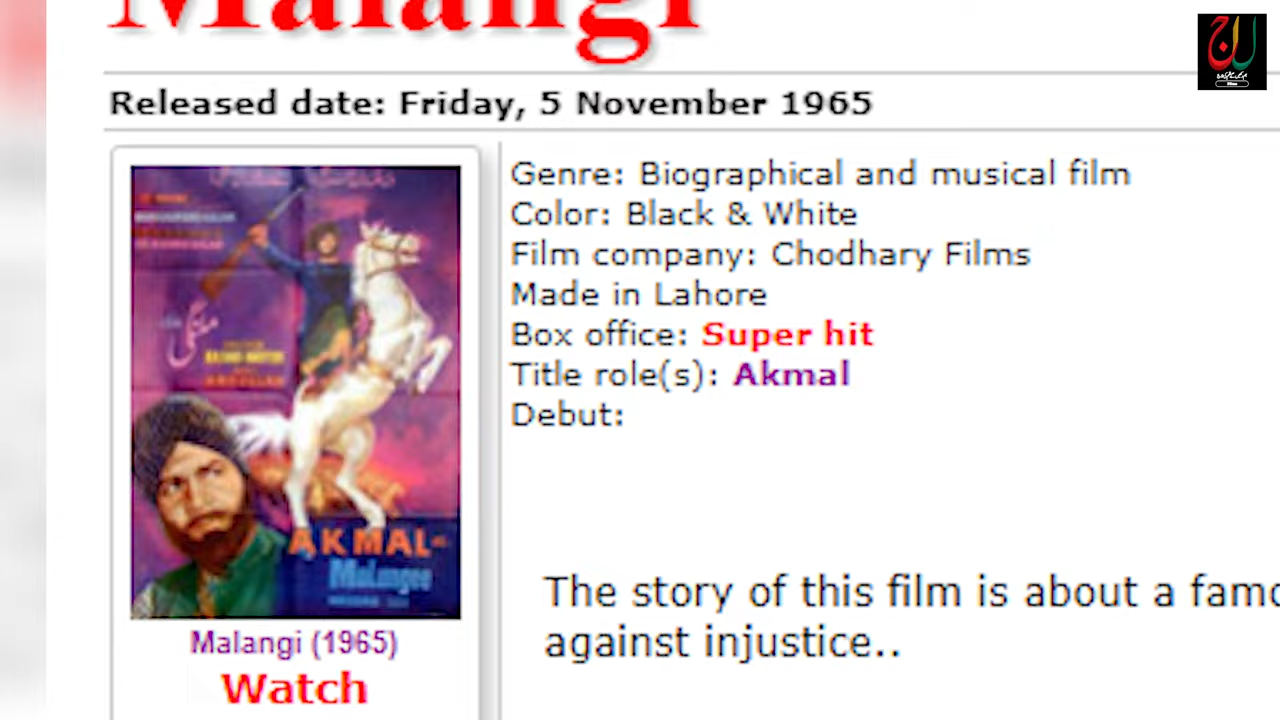 Malangi
Released date: Friday, 5 November 1965
Genre: Biographical and musical film
Color: Black & White
Film company: Chodhary Films
Made in Lahore
Box office: Super hit
Title role(s): Akmal
Debut:
ملنگی
AKMAL
Malangee
Malangi (1965)
Watch
The story of this film is about a
against injustice..
لاج